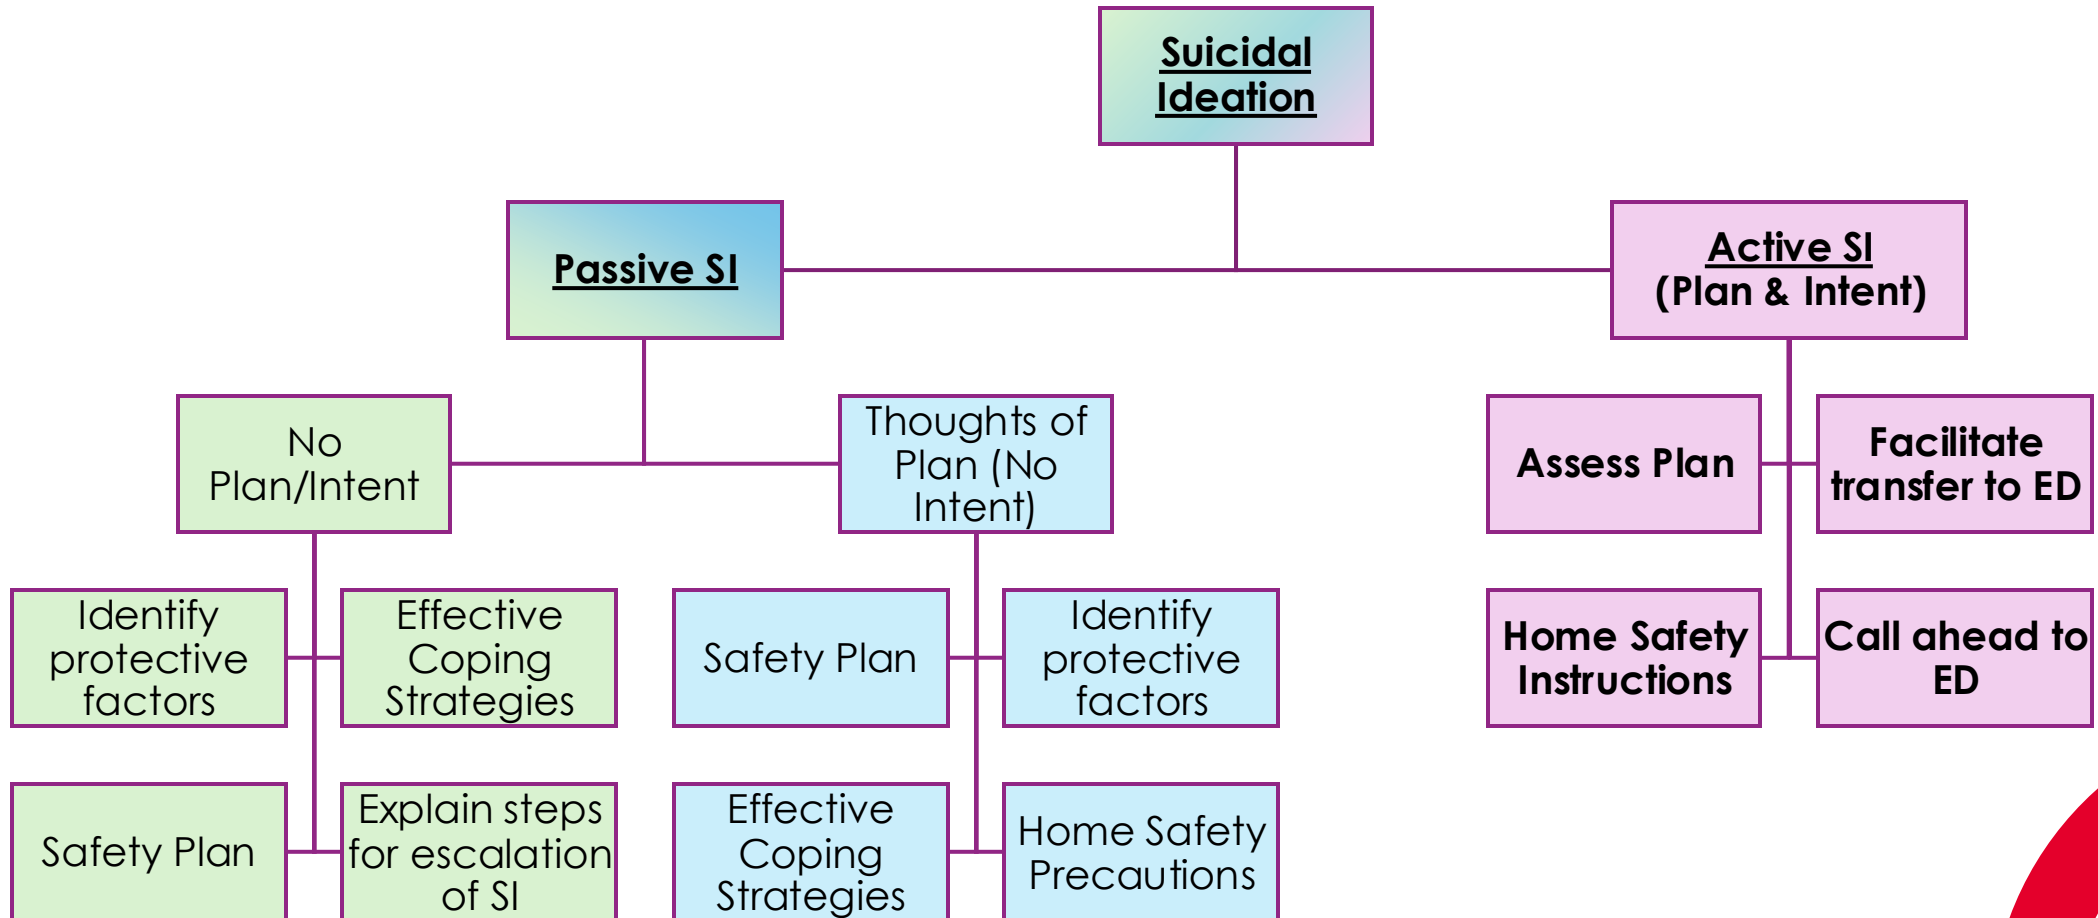 Suicidal
Ideation
Passive SI
Active SI
(Plan & Intent)
No
Plan/Intent
Thoughts of
Plan (No
Intent)
Assess Plan
Facilitate
transfer to ED
Identify
protective
factors
Effective
Coping
Strategies
Safety Plan
Identify
protective
factors
Home Safety
Instructions
Call ahead to
ED
Safety Plan
Explain steps
for escalation
of SI
Effective
Coping
Strategies
Home Safety
Precautions